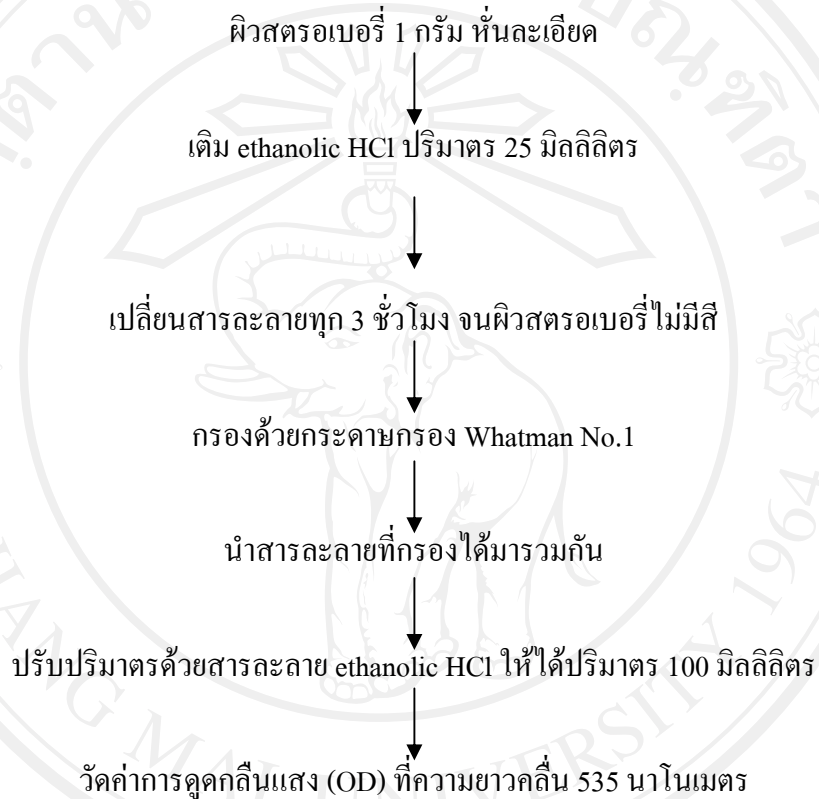 ผิวสตรอเบอรี่ 1 กรัม หั่นละเอียด
เติม ethanolic HCl ปริมาตร 25 มิลลิลิตร
เปลี่ยนสารละลายทุก 3 ชั่วโมง จนผิวสตรอเบอรี่ไม่มีสี
กรองด้วยกระดาษกรอง Whatman No.1
นำสารละลายที่กรองได้มารวมกัน
ปรับปริมาตรด้วยสารละลาย ethanolic HCl ให้ได้ปริมาตร 100 มิลลิลิตร
วัดค่าการดูดกลืนแสง (OD) ที่ความยาวคลื่น 535 นาโนเมตร